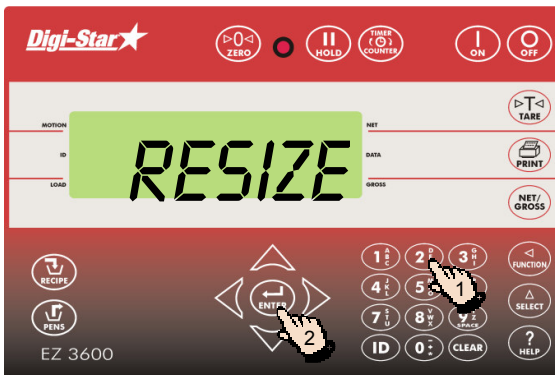 Digi-Star
▷0◁
ZERO
HOLD
TIMER
COUNTER
ON
OFF
▷T◁
TARE
MOTION
NET
ID
DATA
PRINT
LOAD
GROSS
RESIZE
NET/
GROSS
1 A B C
2 D
3 G H I
FUNCTION
RECIPE
4 J K L
5 M
1
ENTER
SELECT
7 S T U
8 V W X
9 Z
SPACE
PENS
2
ID
0 - + *
CLEAR
?
HELP
EZ 3600